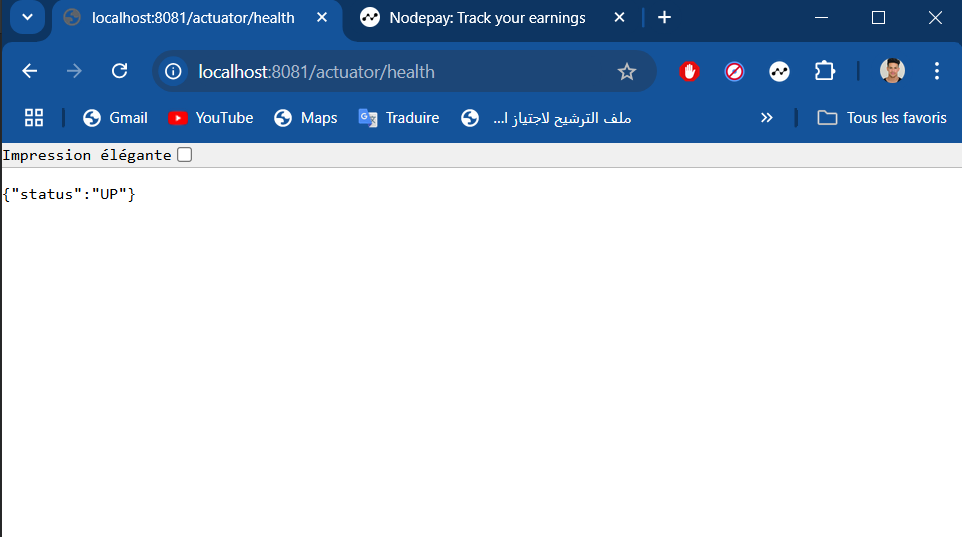 localhost:8081/actuator/health Nodepay: Track your earnings
localhost:8081/actuator/health
Gmail YouTube Maps Traduire ملف الترشيح لاجتياز ا... Tous les favoris
Impression élégante
{"status":"UP"}